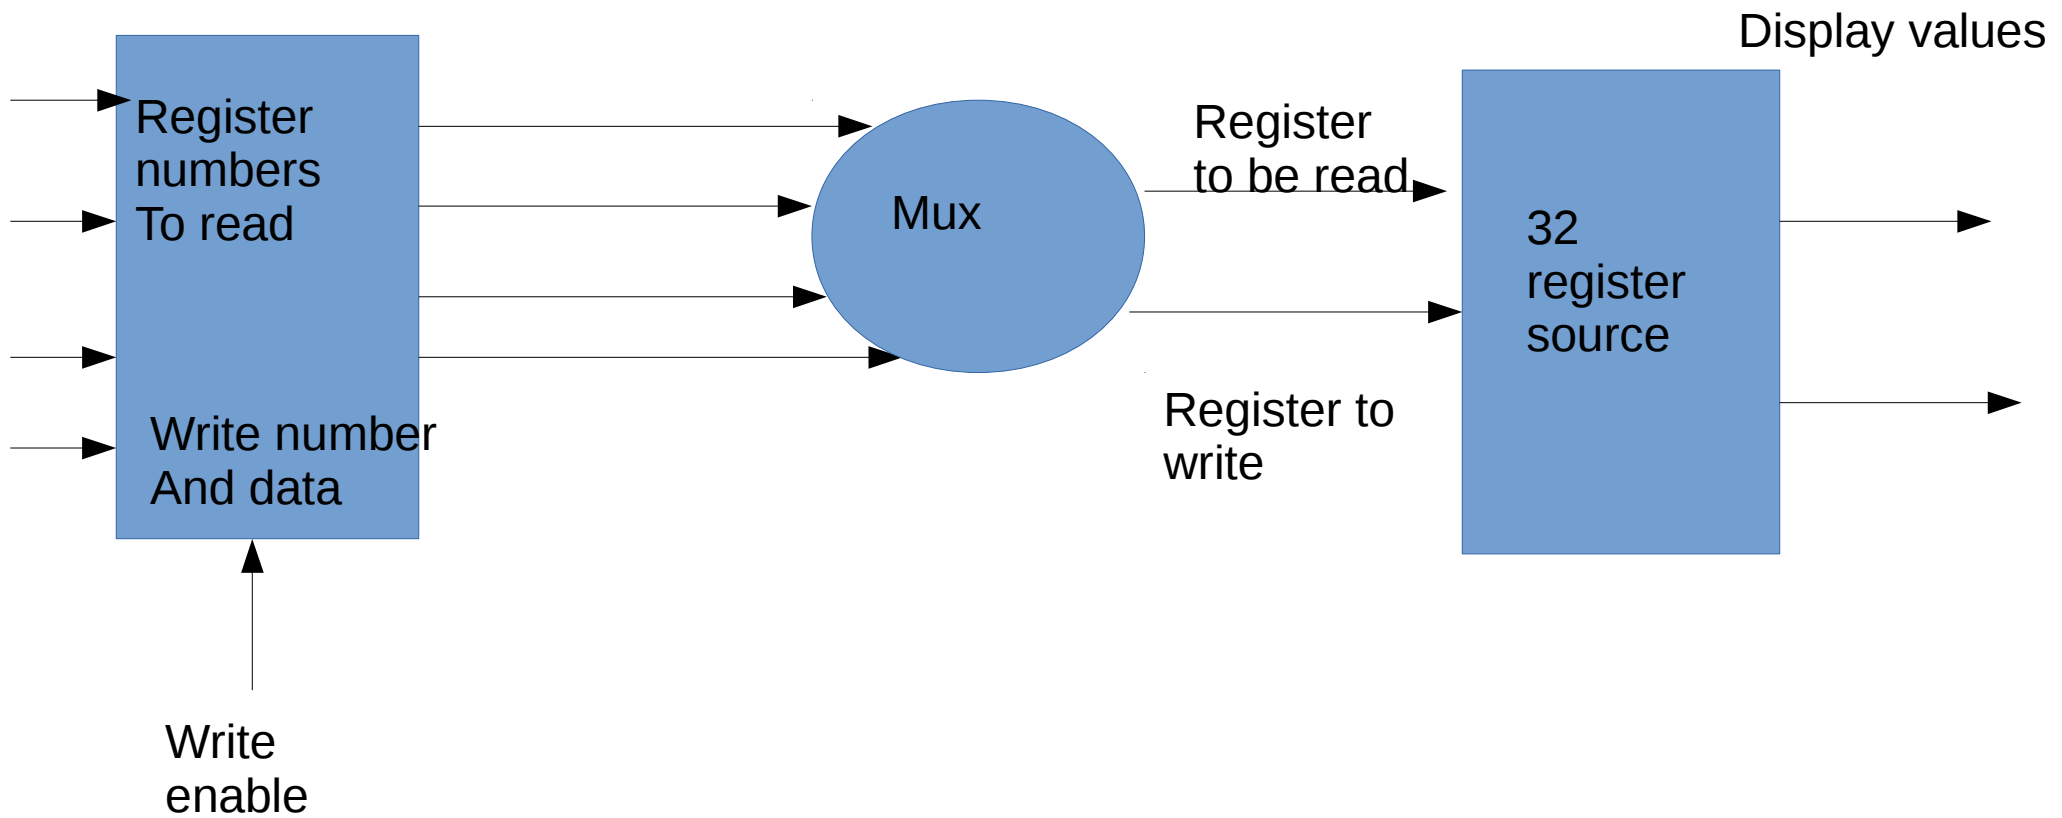 Display values
Register
numbers
To read
Write number
And data
Write
enable
Mux
Register
to be read
Register to
write
32
register
source